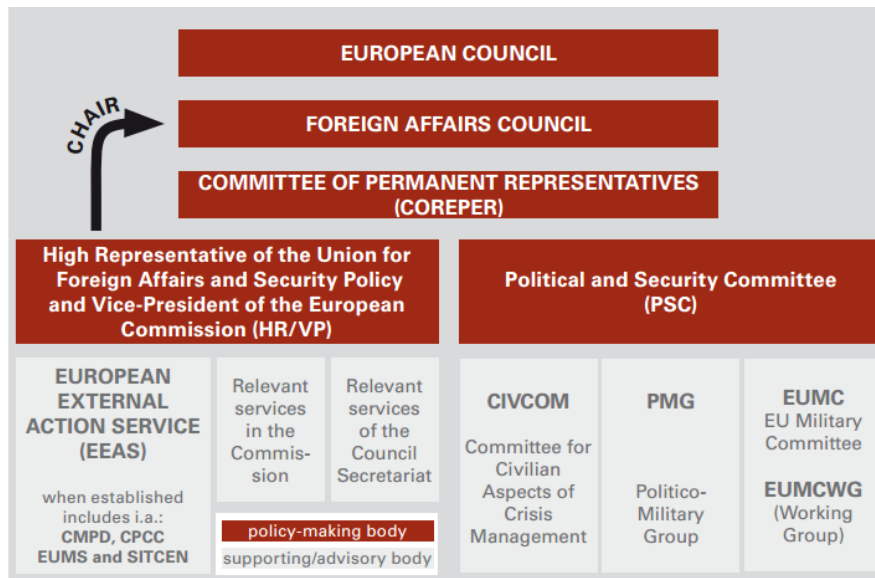 EUROPEAN COUNCIL
CHAIR
FOREIGN AFFAIRS COUNCIL
COMMITTEE OF PERMANENT REPRESENTATIVES
(COREPER)
High Representative of the Union for
Foreign Affairs and Security Policy
and Vice-President of the European
Commission (HR/VP)
Political and Security Committee
(PSC)
EUROPEAN
EXTERNAL
ACTION SERVICE
(EEAS)
when established
includes i.a.:
CMPD, CPCC
EUMS and SITCEN
Relevant
services
in the
Commis-
sion
Relevant
services
of the
Council
Secretariat
policy-making body
supporting/advisory body
CIVCOM
Committee for
Civilian
Aspects of
Crisis
Management
PMG
Politico-
Military
Group
EUMC
EU Military
Committee
EUMCWG
(Working
Group)